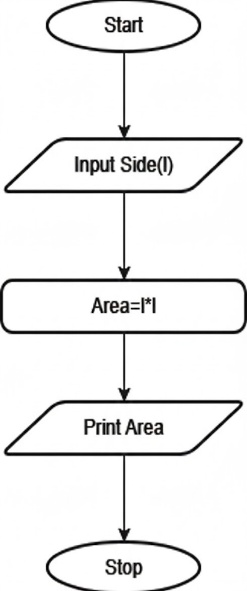 Start
Input Side(l)
Area=l*l
Print Area
Stop